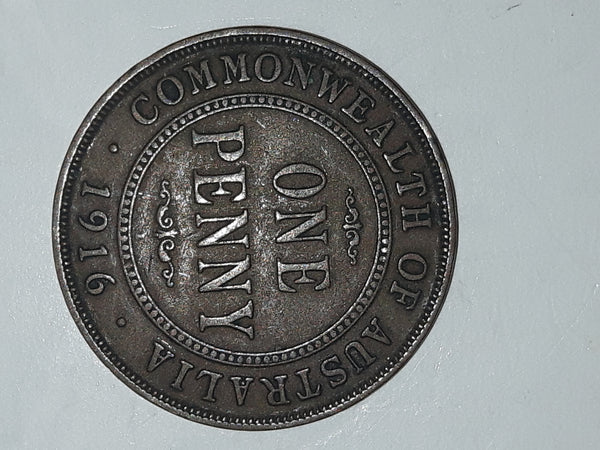 COMMONWEALTH OF AUSTRALIA
ONE
PENNY
· 1916 ·